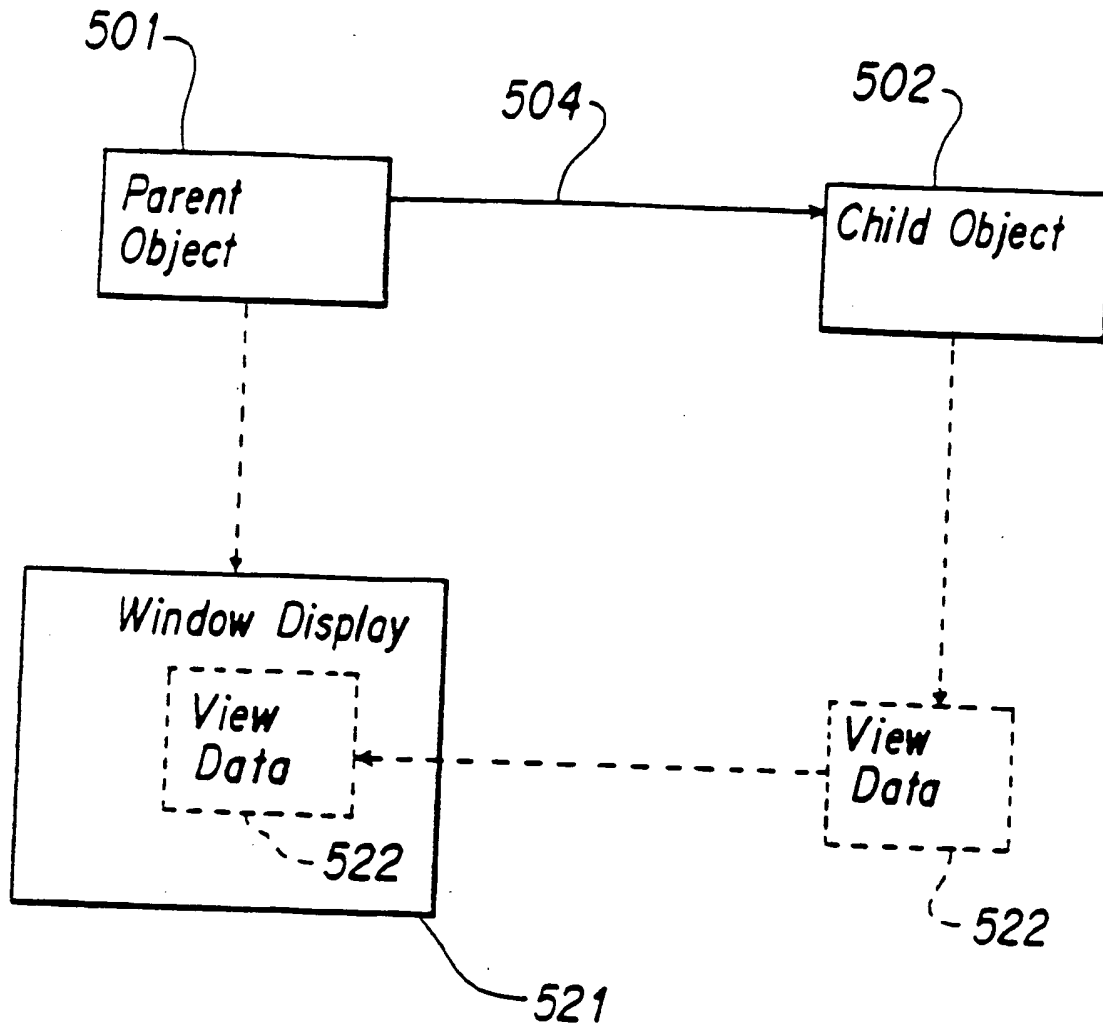 501
504
502
Parent
Object
Child Object
Window Display
View
Data
522
View
Data
522
521